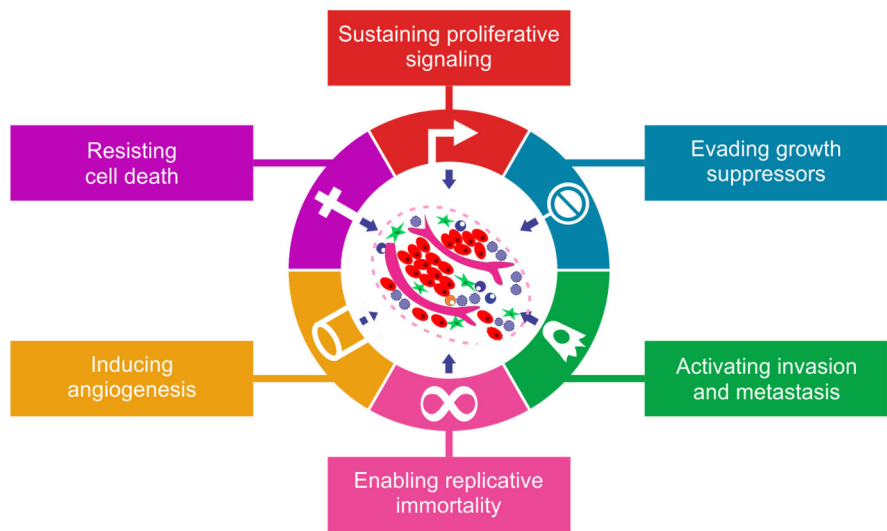 Sustaining proliferative
signaling
Resisting
cell death
Evading growth
suppressors
Inducing
angiogenesis
Activating invasion
and metastasis
Enabling replicative
immortality